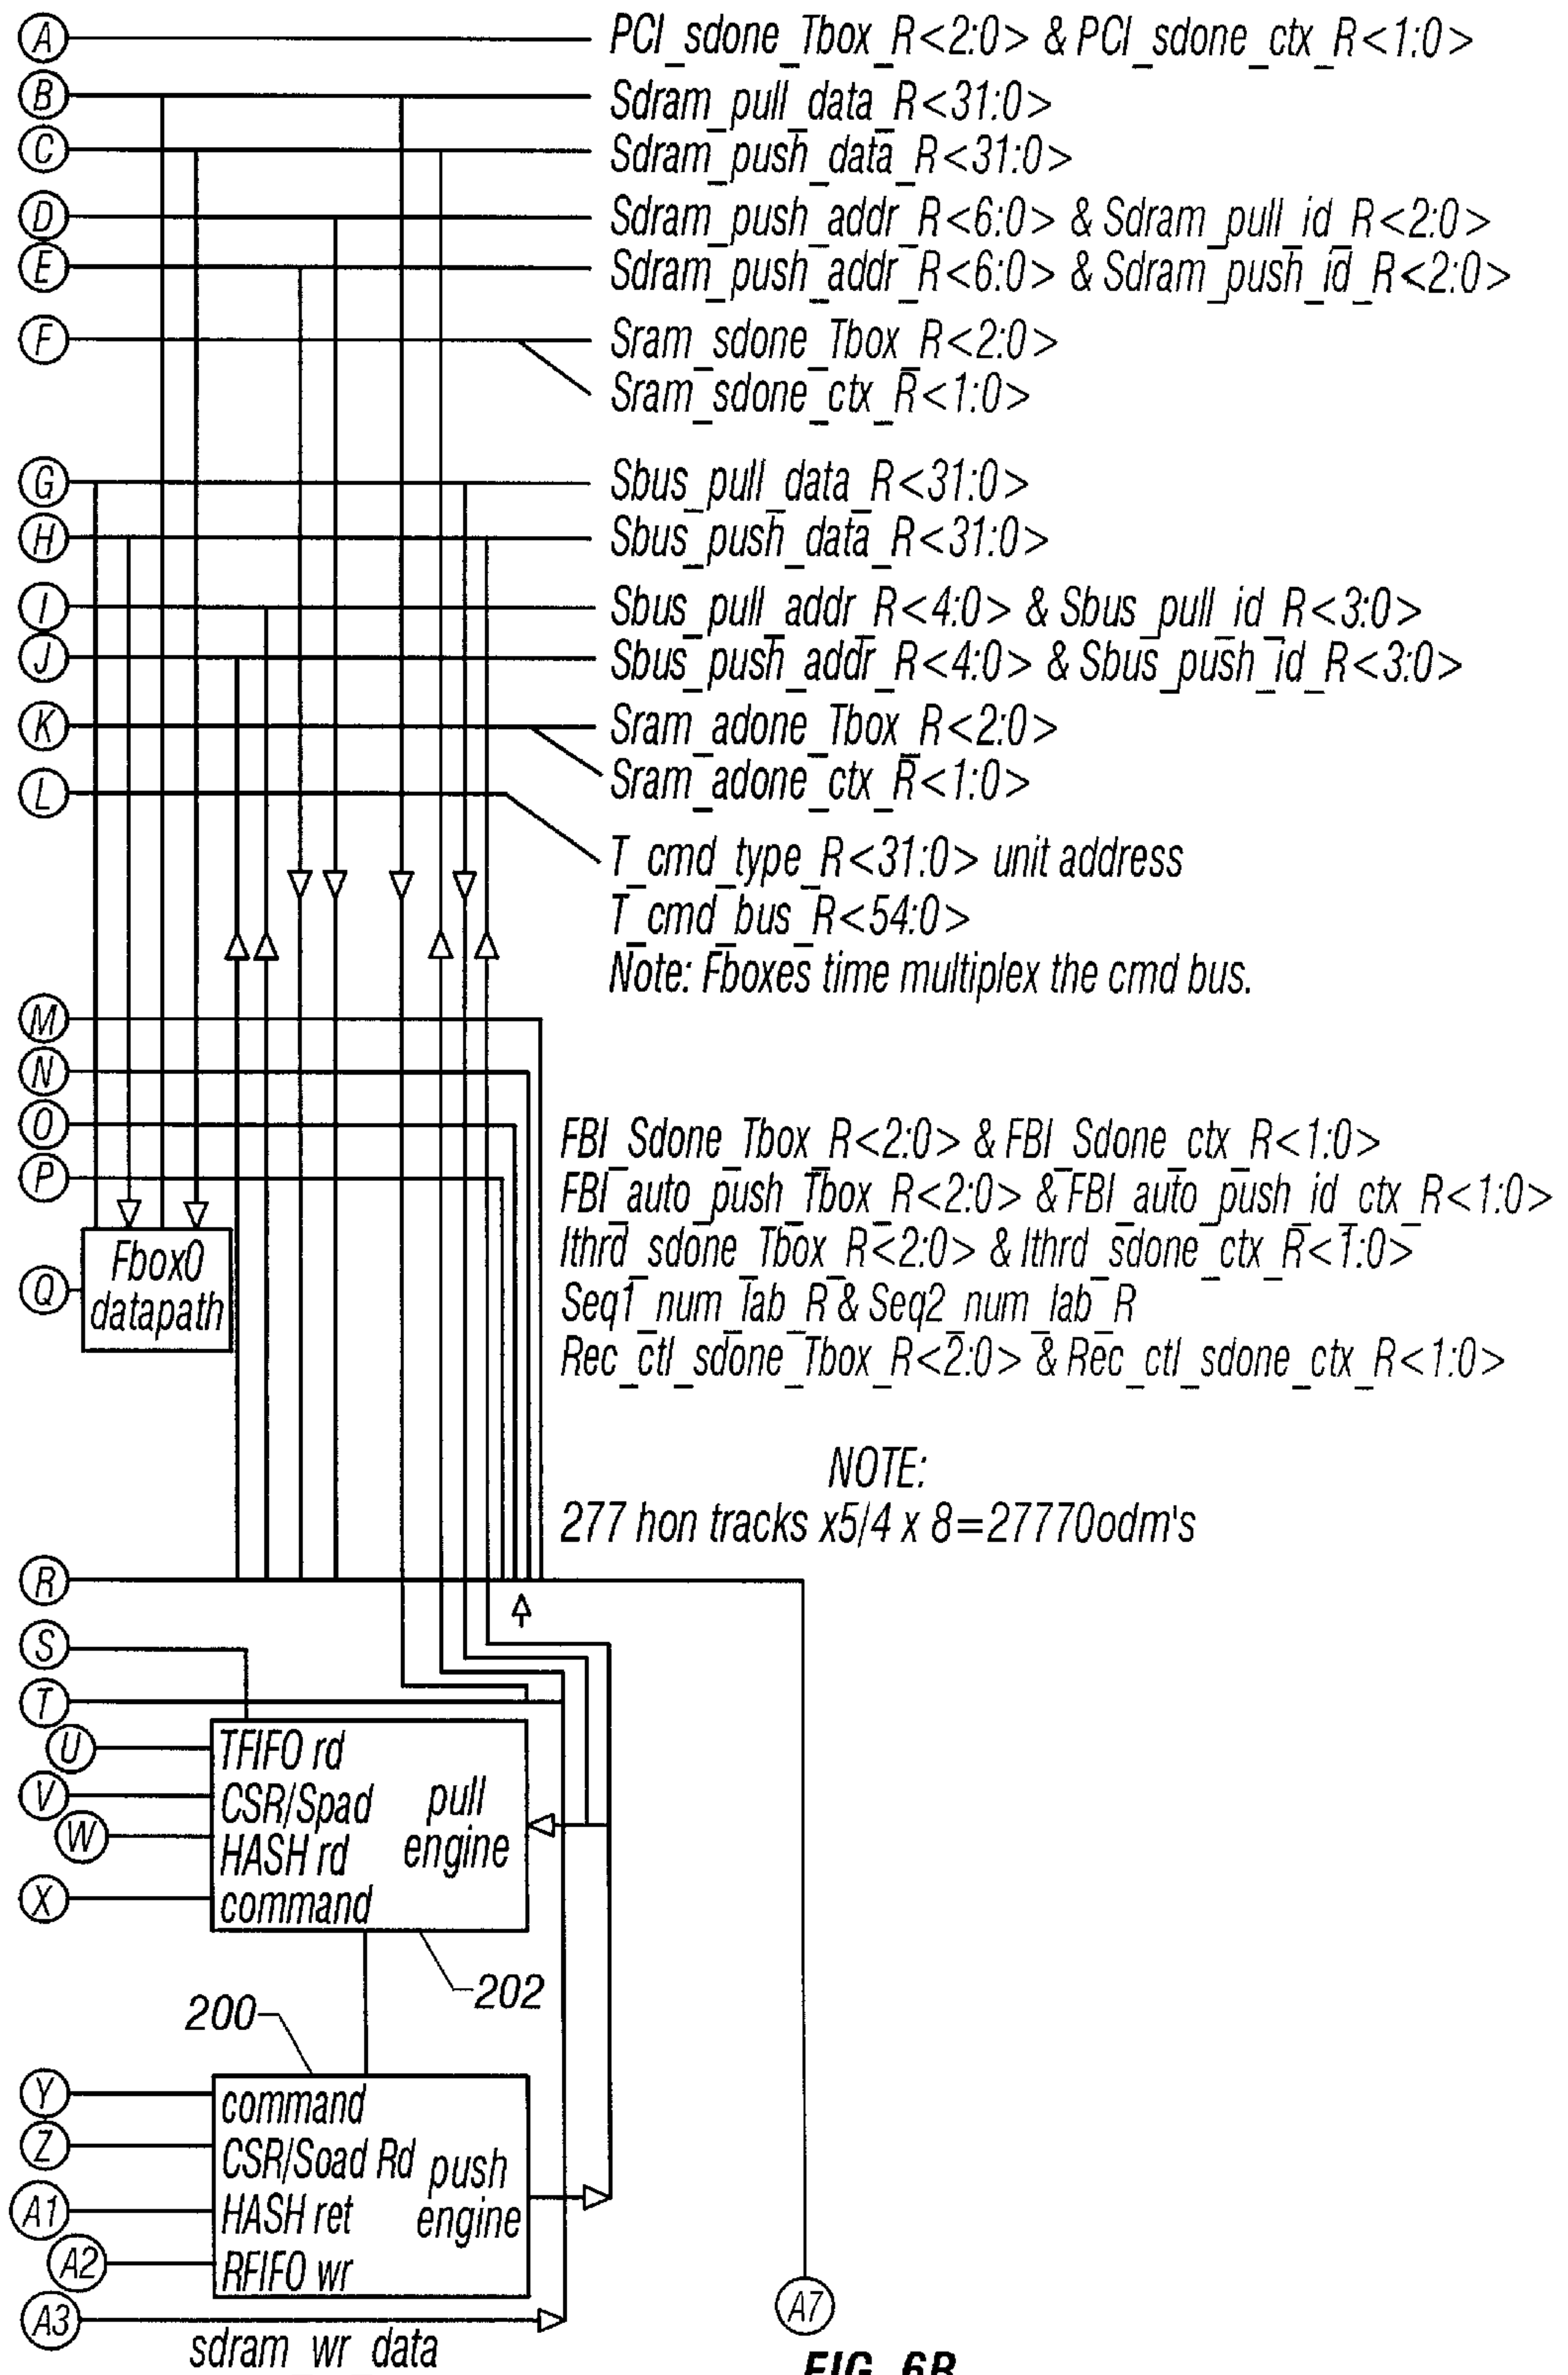 A PCI_sdone_Tbox_R<2:0> & PCI_sdone_ctx_R<1:0>
B Sdram_pull_data_R<31:0>
C Sdram_push_data_R<31:0>
D Sdram_push_addr_R<6:0> & Sdram_pull_id_R<2:0>
E Sdram_push_addr_R<6:0> & Sdram_push_id_R<2:0>
F Sram_sdone_Tbox_R<2:0>
Sram_sdone_ctx_R<1:0>
G Sbus_pull_data_R<31:0>
H Sbus_push_data_R<31:0>
I Sbus_pull_addr_R<4:0> & Sbus_pull_id_R<3:0>
J Sbus_push_addr_R<4:0> & Sbus_push_id_R<3:0>
K Sram_adone_Tbox_R<2:0>
Sram_adone_ctx_R<1:0>
L
T_cmd_type_R<31:0> unit address
T_cmd_bus_R<54:0>
Note: Fboxes time multiplex the cmd bus.
M
N
O
P
FBI_Sdone_Tbox_R<2:0> & FBI_Sdone_ctx_R<1:0>
FBI_auto_push_Tbox_R<2:0> & FBI_auto_push_id_ctx_R<1:0>
Ithrd_sdone_Tbox_R<2:0> & Ithrd_sdone_ctx_R<1:0>
Seq1_num_lab_R & Seq2_num_lab_R
Rec_ctl_sdone_Tbox_R<2:0> & Rec_ctl_sdone_ctx_R<1:0>
Q
Fbox0
datapath
NOTE:
277 hon tracks x5/4 x 8=27770odm's
R
S
T
U TFIFO rd
V CSR/Spad
W HASH rd
X command
pull
engine
202
200
Y command
Z CSR/Soad Rd
A1 HASH ret
A2 RFIFO wr
push
engine
A3
sdram_wr_data
A7
FIG. 6B